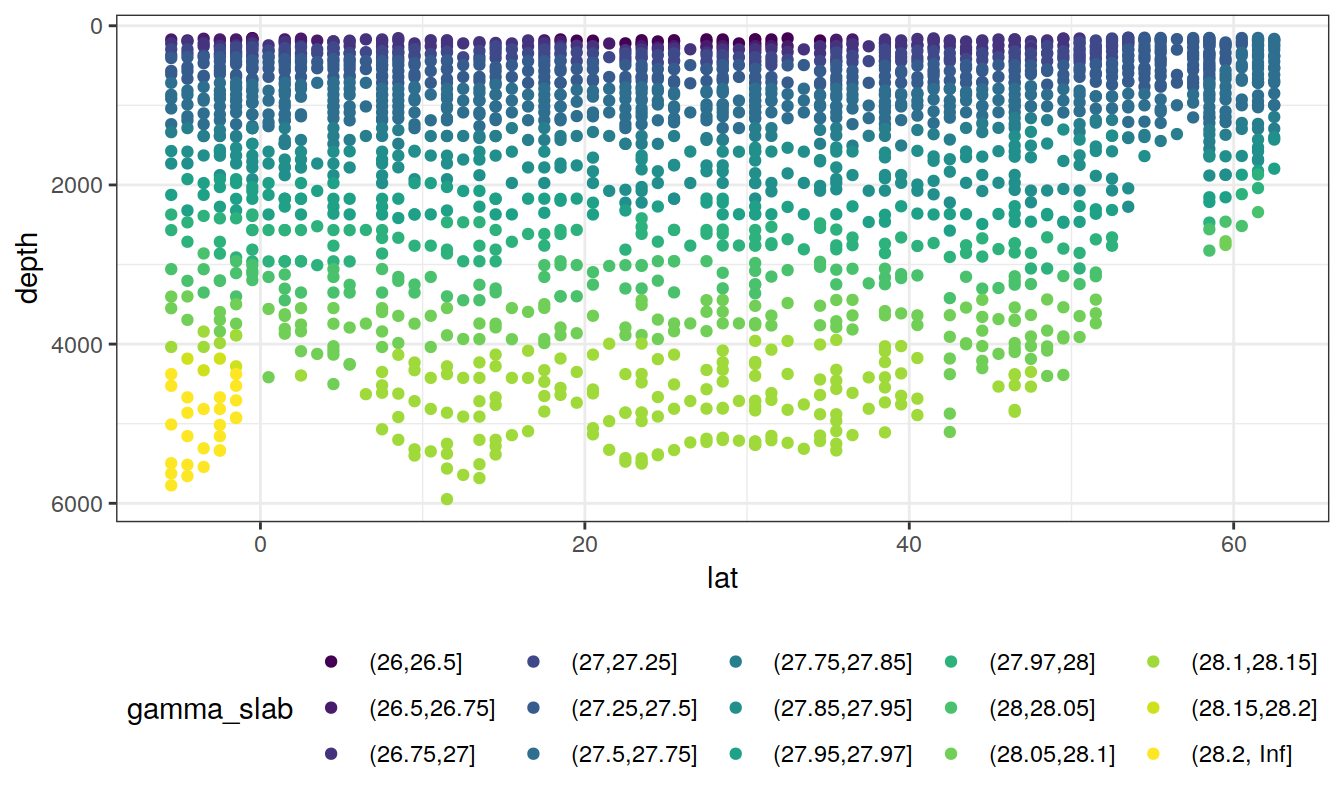 0
2000
4000
6000
depth
0 20 40 60
lat
gamma_slab
(26,26.5] (27,27.25] (27.75,27.85] (27.97,28] (28.1,28.15]
(26.5,26.75] (27.25,27.5] (27.85,27.95] (28,28.05] (28.15,28.2]
(26.75,27] (27.5,27.75] (27.95,27.97] (28.05,28.1] (28.2, Inf]